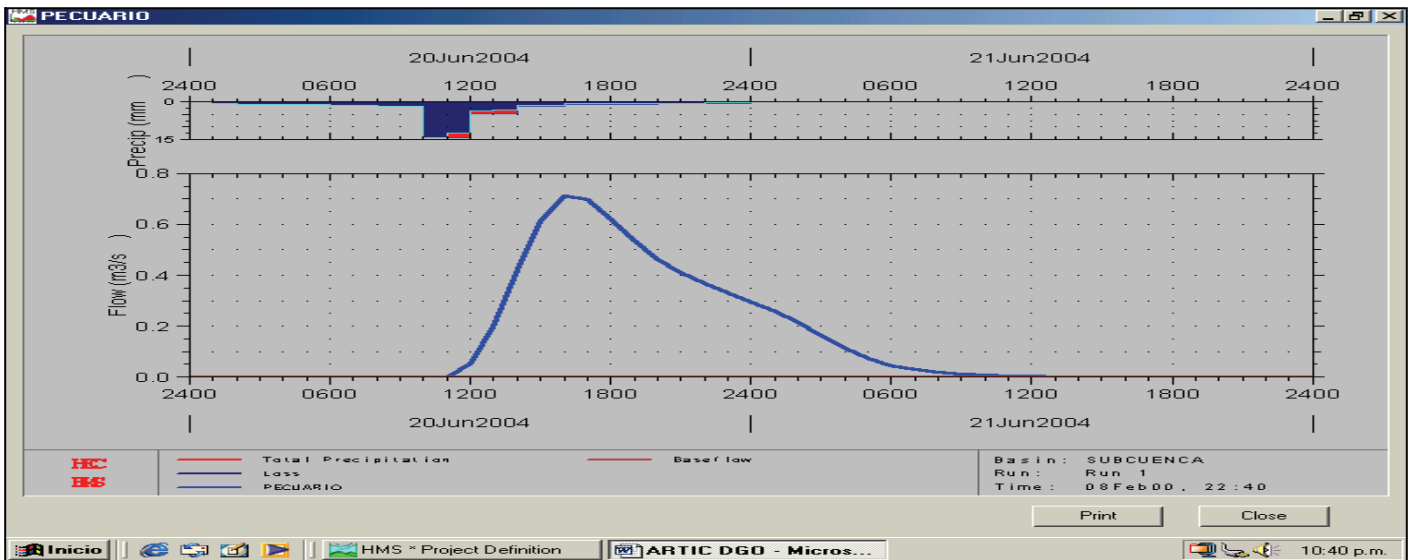 PECUARIO
20Jun2004 21Jun2004
2400 0600 1200 1800 2400 0600 1200 1800 2400
Precip (mm )
0
15
Flow (m3/s )
0.8
0.6
0.4
0.2
0.0
2400 0600 1200 1800 2400 0600 1200 1800 2400
20Jun2004 21Jun2004
HEC
HMS
Total Precipitation
Loss
PECUARIO
Baseflow
Basin: SUBCUENCA
Run: Run 1
Time: 08Feb00, 22:40
Print Close
Inicio HMS * Project Definition ARTIC DGO - Micros... 10:40 p.m.